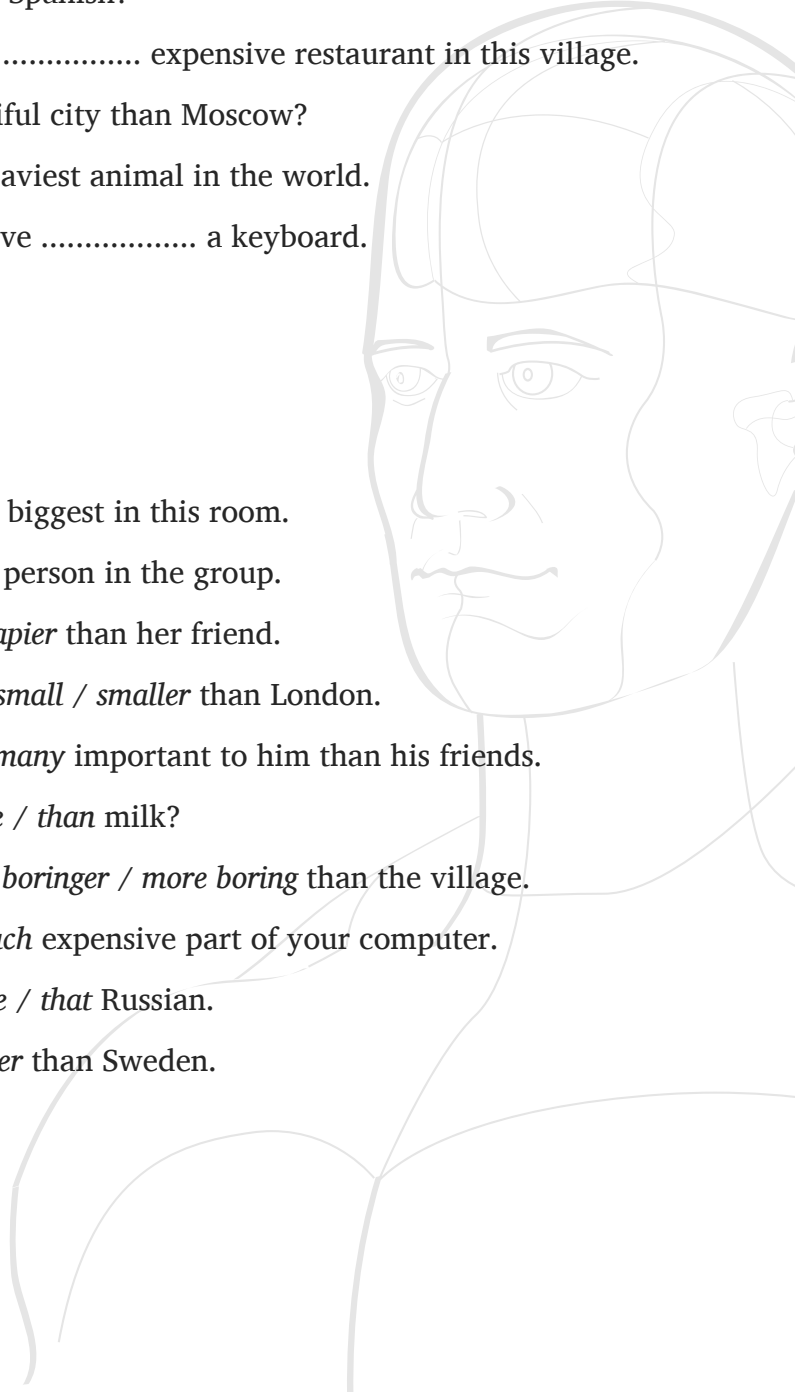 Spanish?
............... expensive restaurant in this village.
iful city than Moscow?
aviest animal in the world.
ve ................. a keyboard.
biggest in this room.
person in the group.
apier than her friend.
small / smaller than London.
many important to him than his friends.
e / than milk?
boringer / more boring than the village.
ch expensive part of your computer.
e / that Russian.
er than Sweden.